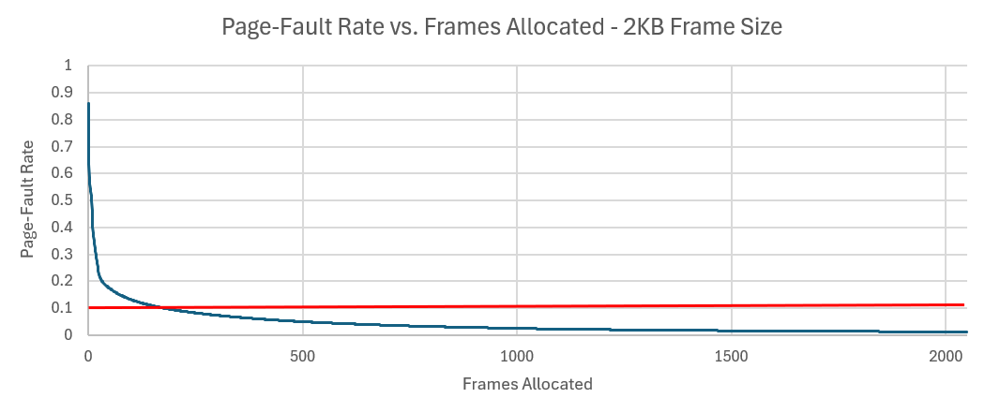 Page-Fault Rate vs. Frames Allocated - 2KB Frame Size
Page-Fault Rate
1
0.9
0.8
0.7
0.6
0.5
0.4
0.3
0.2
0.1
0
0 500 1000 1500 2000
Frames Allocated